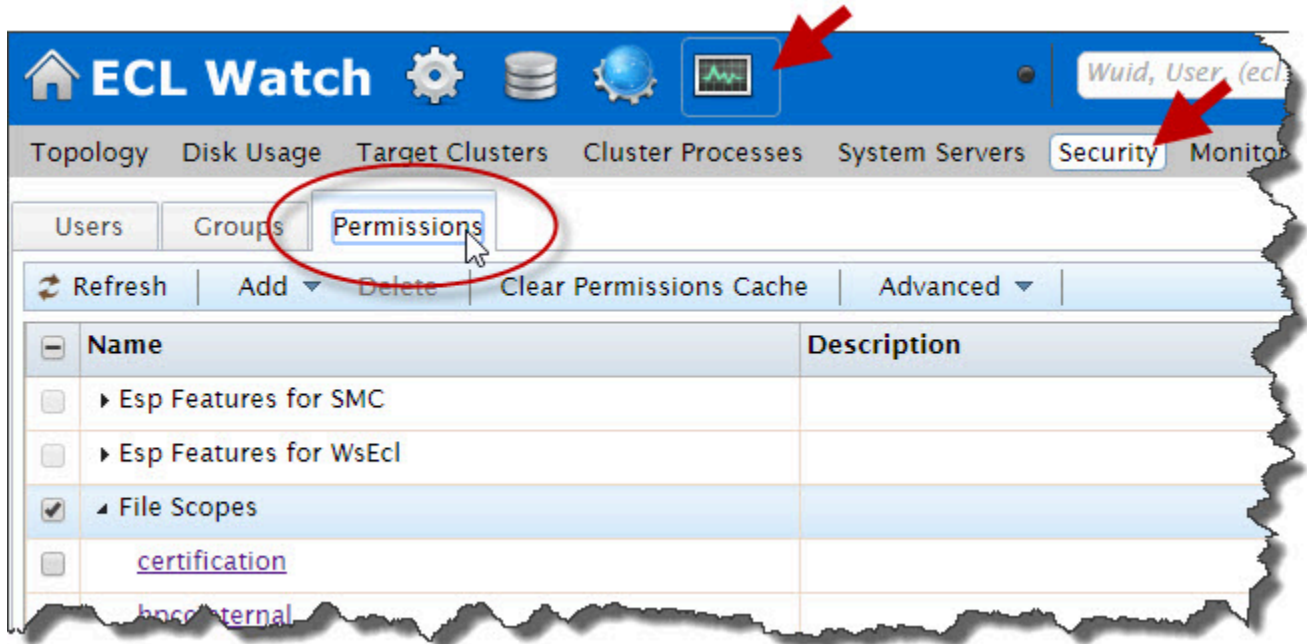 ECL Watch Wuid, User, (ecl
Topology Disk Usage Target Clusters Cluster Processes System Servers Security Monitor
Users Groups Permissions
Refresh Add Delete Clear Permissions Cache Advanced
Name Description
Esp Features for SMC
Esp Features for WsEcl
File Scopes
certification